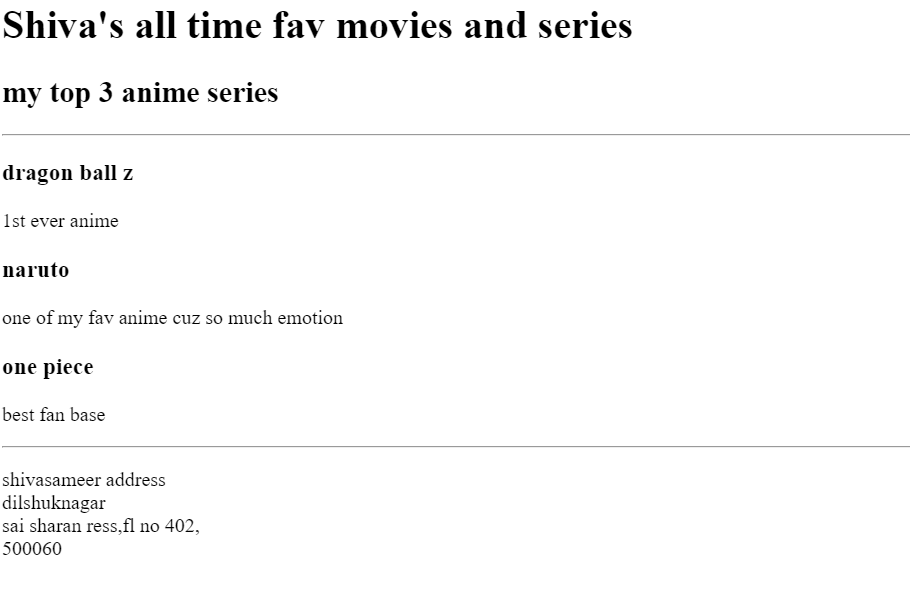 Shiva's all time fav movies and series
my top 3 anime series
dragon ball z
1st ever anime
naruto
one of my fav anime cuz so much emotion
one piece
best fan base
shivasameer address
dilshuknagar
sai sharan ress,fl no 402,
500060